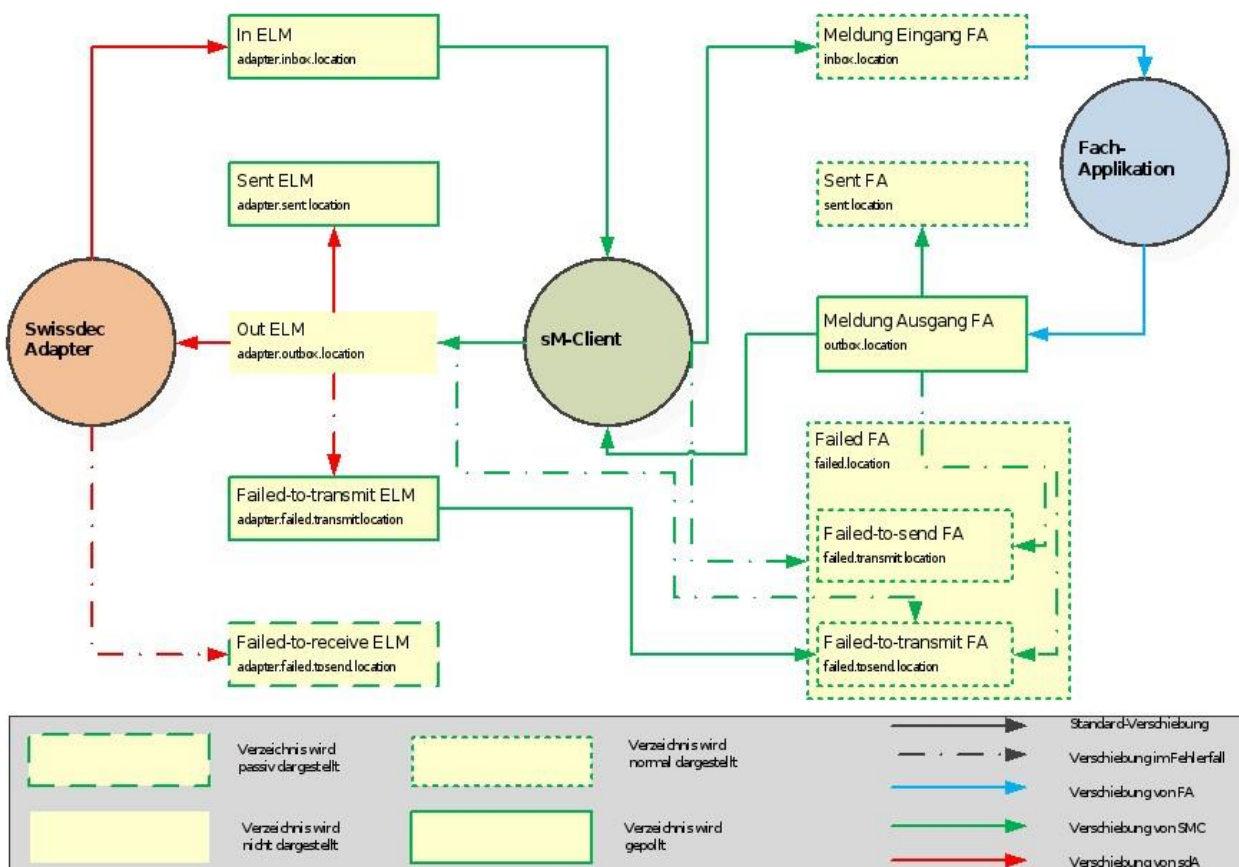 In ELM
adapter.inbox.location
Meldung Eingang FA
inbox.location
Fach-
Applikation
Sent ELM
adapter.sent.location
Sent FA
sent.location
Swissdec
Adapter
Out ELM
adapter.outbox.location
sM-Client
Meldung Ausgang FA
outbox.location
Failed FA
failed.location
Failed-to-transmit ELM
adapter.failed.transmit.location
Failed-to-send FA
failed.transmit.location
Failed-to-receive ELM
adapter.failed.tosend.location
Failed-to-transmit FA
failed.tosend.location
Verzeichnis wird
passiv dargestellt
Verzeichnis wird
normal dargestellt
Verzeichnis wird
nicht dargestellt
Verzeichnis wird
gepollt
Standard-Verschiebung
Verschiebung im Fehlerfall
Verschiebung von FA
Verschiebung von SMC
Verschiebung von sdA